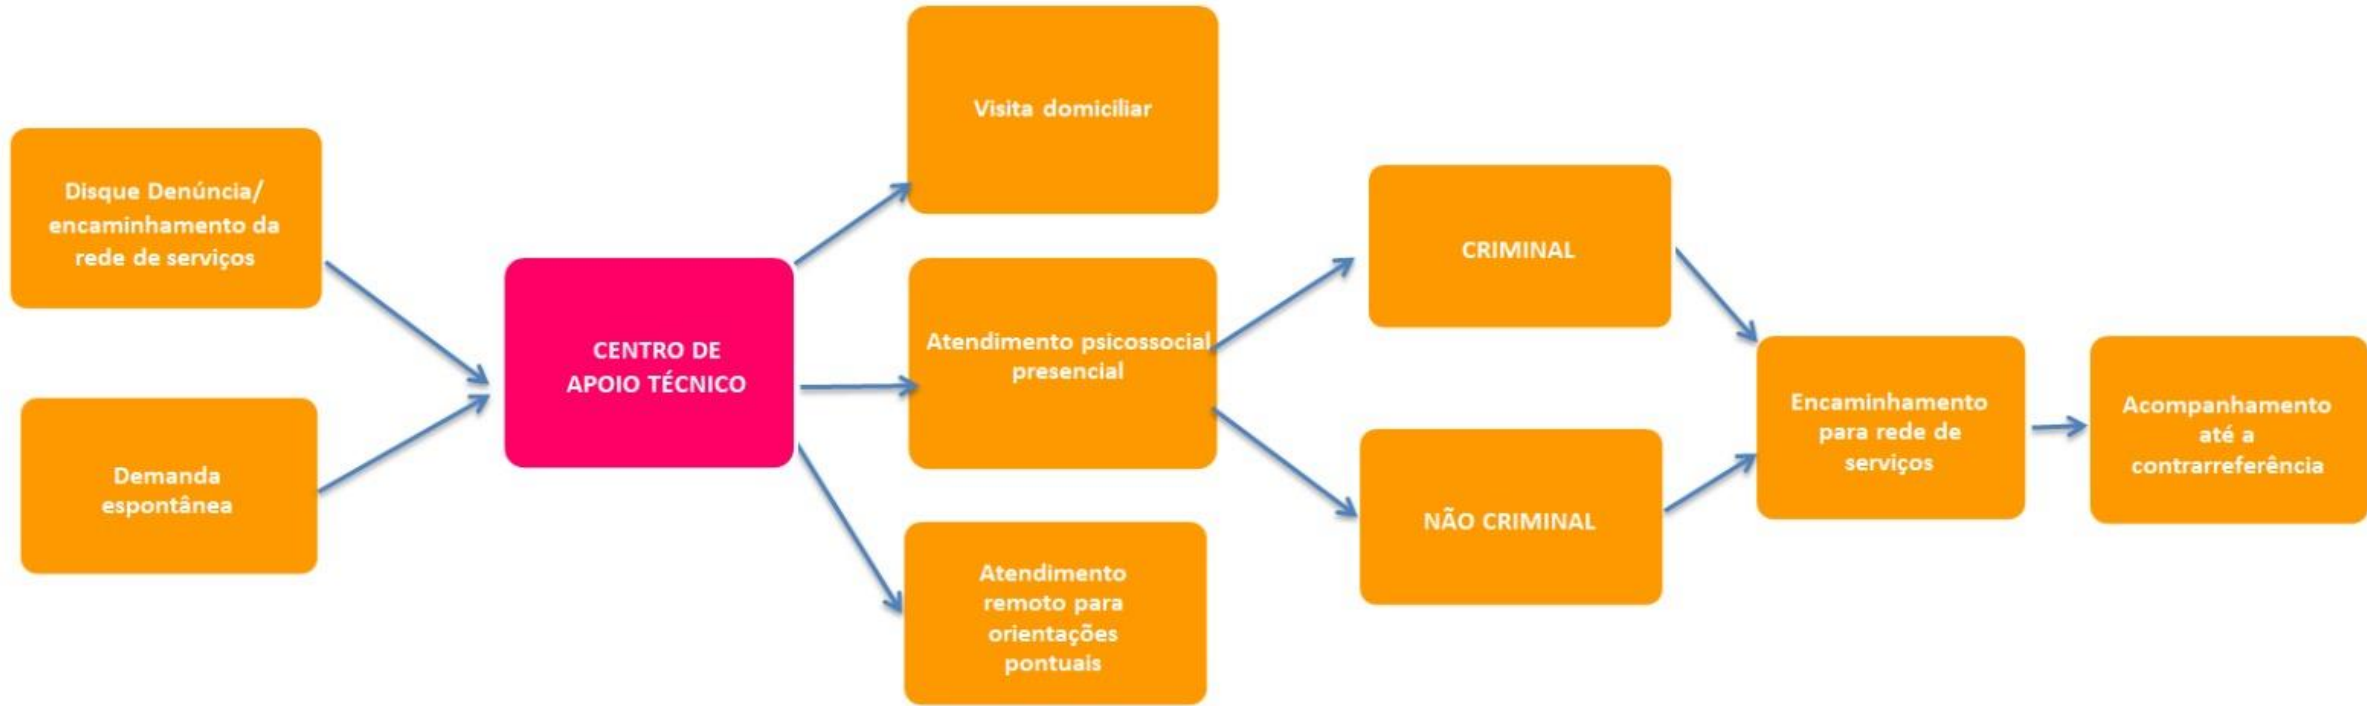 Disque Denúncia/
encaminhamento da
rede de serviços
Demanda
espontânea
CENTRO DE
APOIO TÉCNICO
Visita domiciliar
Atendimento psicossocial
presencial
Atendimento
remoto para
orientações
pontuais
CRIMINAL
NÃO CRIMINAL
Encaminhamento
para rede de
serviços
Acompanhamento
até a
contrarreferência